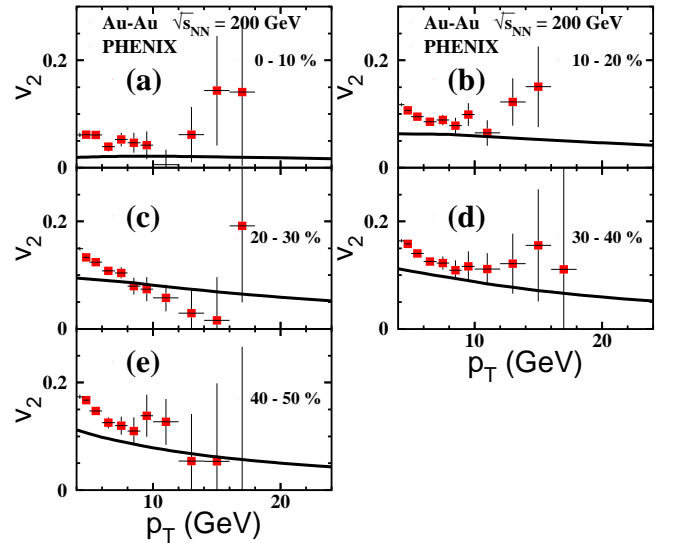 Au-Au √s_NN = 200 GeV
PHENIX
(a)
0 - 10 %
v_2
0.2
0
Au-Au √s_NN = 200 GeV
PHENIX
(b)
10 - 20 %
v_2
0.2
0
(c)
20 - 30 %
v_2
0.2
0
(d)
30 - 40 %
v_2
0.2
0
10 20
p_T (GeV)
(e)
40 - 50 %
v_2
0.2
0
10 20
p_T (GeV)